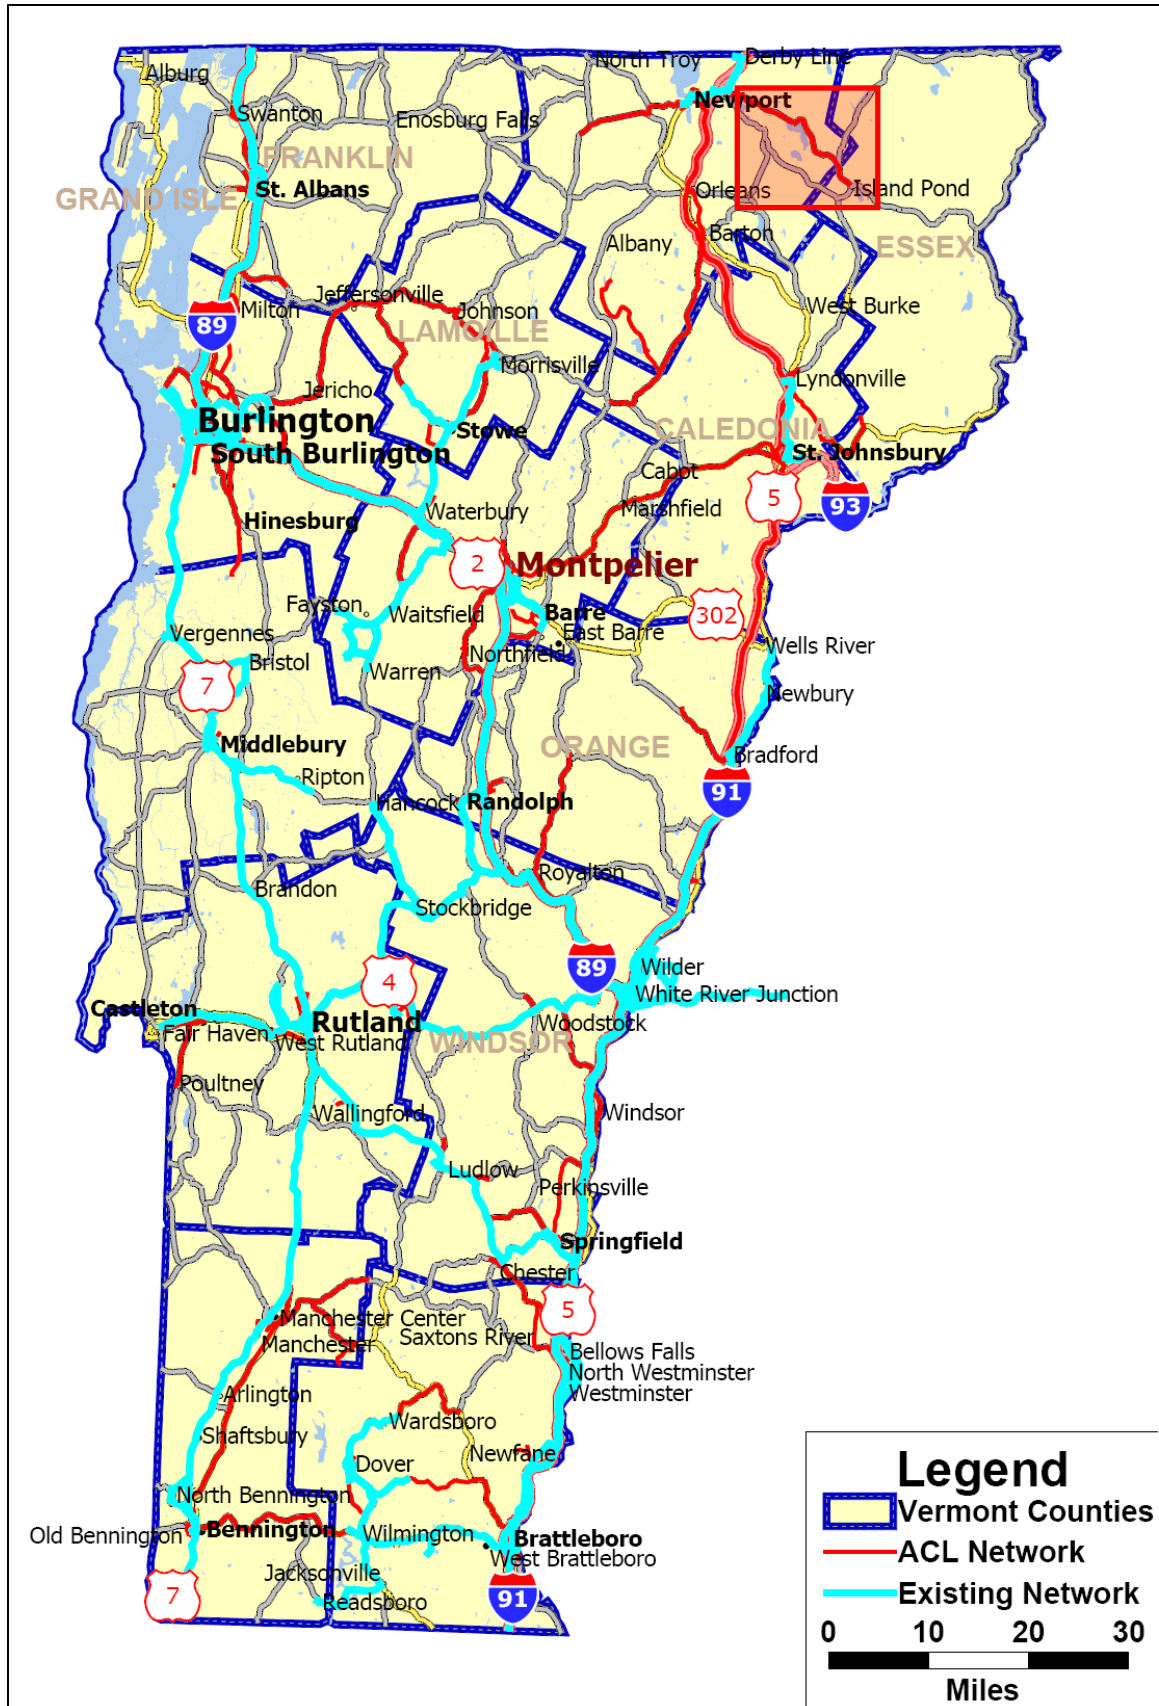 North Troy
Derby Line
Alburg
Newport
Swanton
Enosburg Falls
FRANKLIN
St. Albans
GRAND ISLE
Orleans
Island Pond
Albany
Barton
ESSEX
Jeffersonville
Milton
Johnson
West Burke
89
LAMOILLE
Morrisville
Jericho
Lyndonville
Burlington
Stowe
CALEDONIA
South Burlington
St. Johnsbury
Cabot
5
93
Marshfield
Waterbury
Hinesburg
2
Montpelier
Fayston
Waitsfield
Barre
302
East Barre
Vergennes
Wells River
Bristol
Northfield
Warren
7
Newbury
Middlebury
ORANGE
Bradford
Ripton
91
Hancock
Randolph
Royalton
Brandon
Stockbridge
89
Wilder
4
White River Junction
Castleton
Rutland
Woodstock
Fair Haven
West Rutland
WINDSOR
Poultney
Wallingford
Windsor
Ludlow
Perkinsville
Springfield
Chester
5
Manchester Center
Saxtons River
Manchester
Bellows Falls
North Westminster
Westminster
Arlington
Wardsboro
Shaftsbury
Newfane
Dover
Legend
North Bennington
Vermont Counties
Old Bennington
Bennington
Wilmington
Brattleboro
West Brattleboro
ACL Network
Jacksonville
7
Readsboro
91
Existing Network
0 10 20 30
Miles